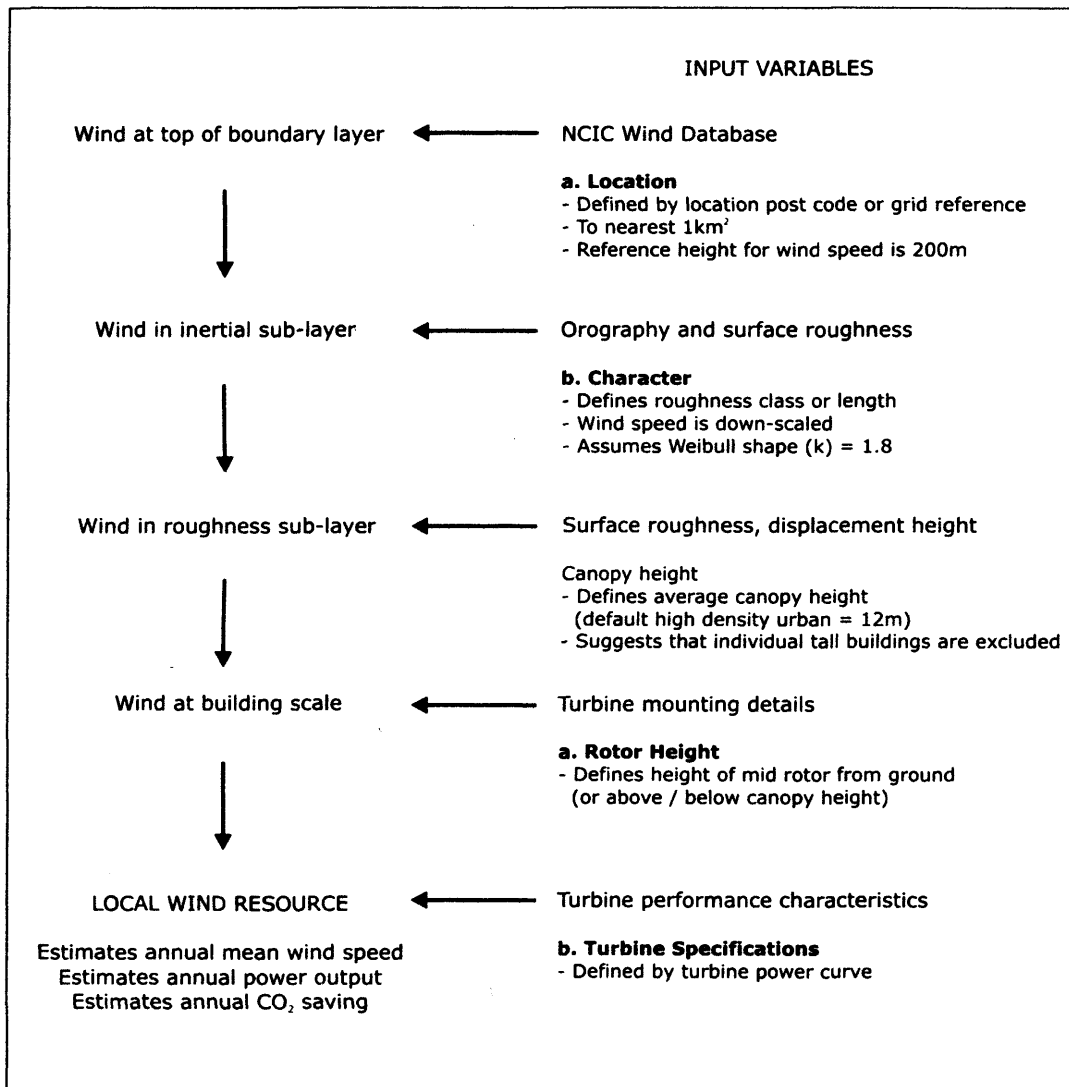 INPUT VARIABLES
Wind at top of boundary layer
NCIC Wind Database
a. Location
- Defined by location post code or grid reference
- To nearest 1km²
- Reference height for wind speed is 200m
Wind in inertial sub-layer
Orography and surface roughness
b. Character
- Defines roughness class or length
- Wind speed is down-scaled
- Assumes Weibull shape (k) = 1.8
Wind in roughness sub-layer
Surface roughness, displacement height
Canopy height
- Defines average canopy height
(default high density urban = 12m)
- Suggests that individual tall buildings are excluded
Wind at building scale
Turbine mounting details
a. Rotor Height
- Defines height of mid rotor from ground
(or above / below canopy height)
LOCAL WIND RESOURCE
Turbine performance characteristics
Estimates annual mean wind speed
Estimates annual power output
Estimates annual CO₂ saving
b. Turbine Specifications
- Defined by turbine power curve